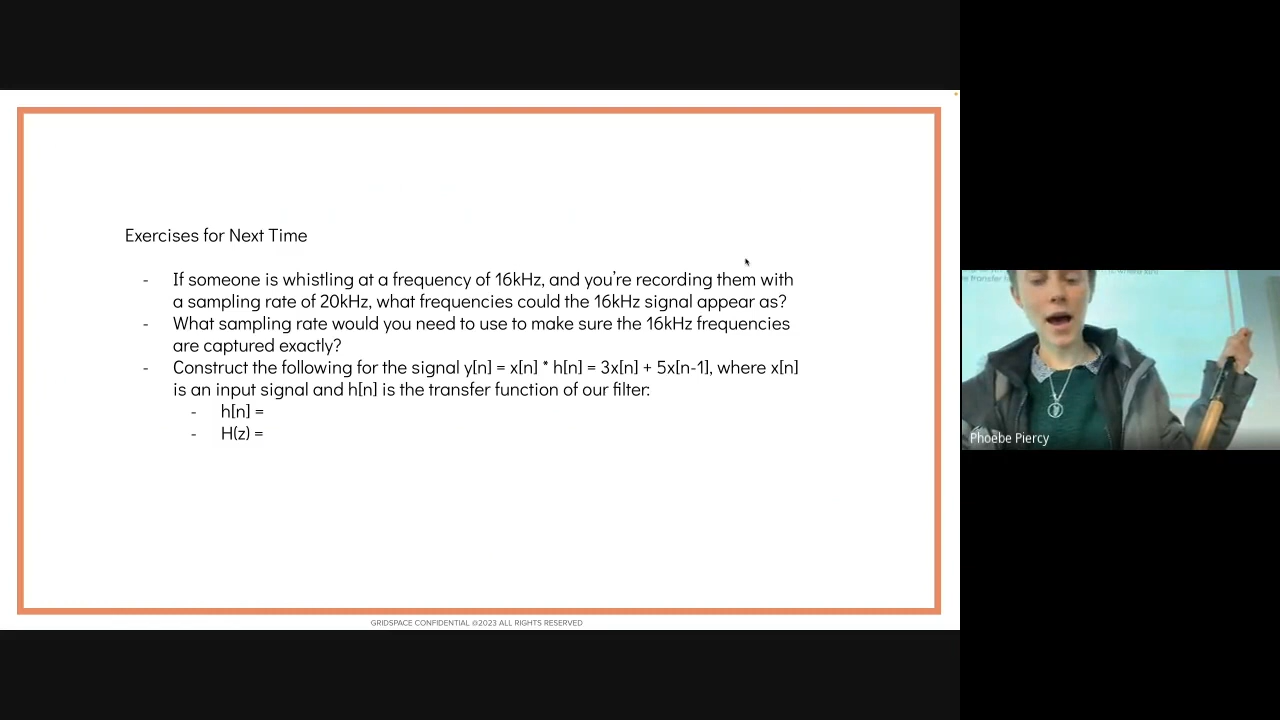 Exercises for Next Time
- If someone is whistling at a frequency of 16kHz, and you're recording them with
a sampling rate of 20kHz, what frequencies could the 16kHz signal appear as?
- What sampling rate would you need to use to make sure the 16kHz frequencies
are captured exactly?
- Construct the following for the signal y[n] = x[n] * h[n] = 3x[n] + 5x[n-1], where x[n]
is an input signal and h[n] is the transfer function of our filter:
- h[n] =
- H(z) =
GRIDSPACE CONFIDENTIAL @2023 ALL RIGHTS RESERVED
Phoebe Piercy